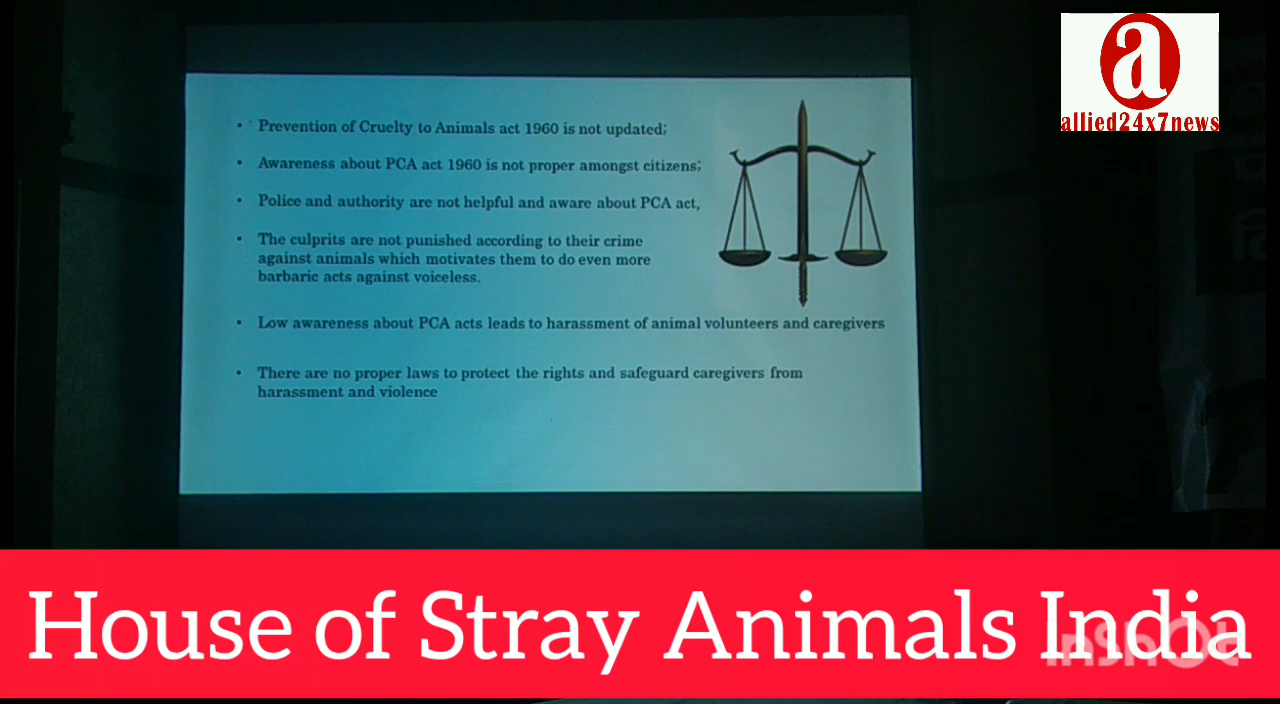 a
allied24x7news
• Prevention of Cruelty to Animals act 1960 is not updated;
• Awareness about PCA act 1960 is not proper amongst citizens;
• Police and authority are not helpful and aware about PCA act,
• The culprits are not punished according to their crime
against animals which motivates them to do even more
barbaric acts against voiceless.
• Low awareness about PCA acts leads to harassment of animal volunteers and caregivers
• There are no proper laws to protect the rights and safeguard caregivers from
harassment and violence
House of Stray Animals India
InShOt